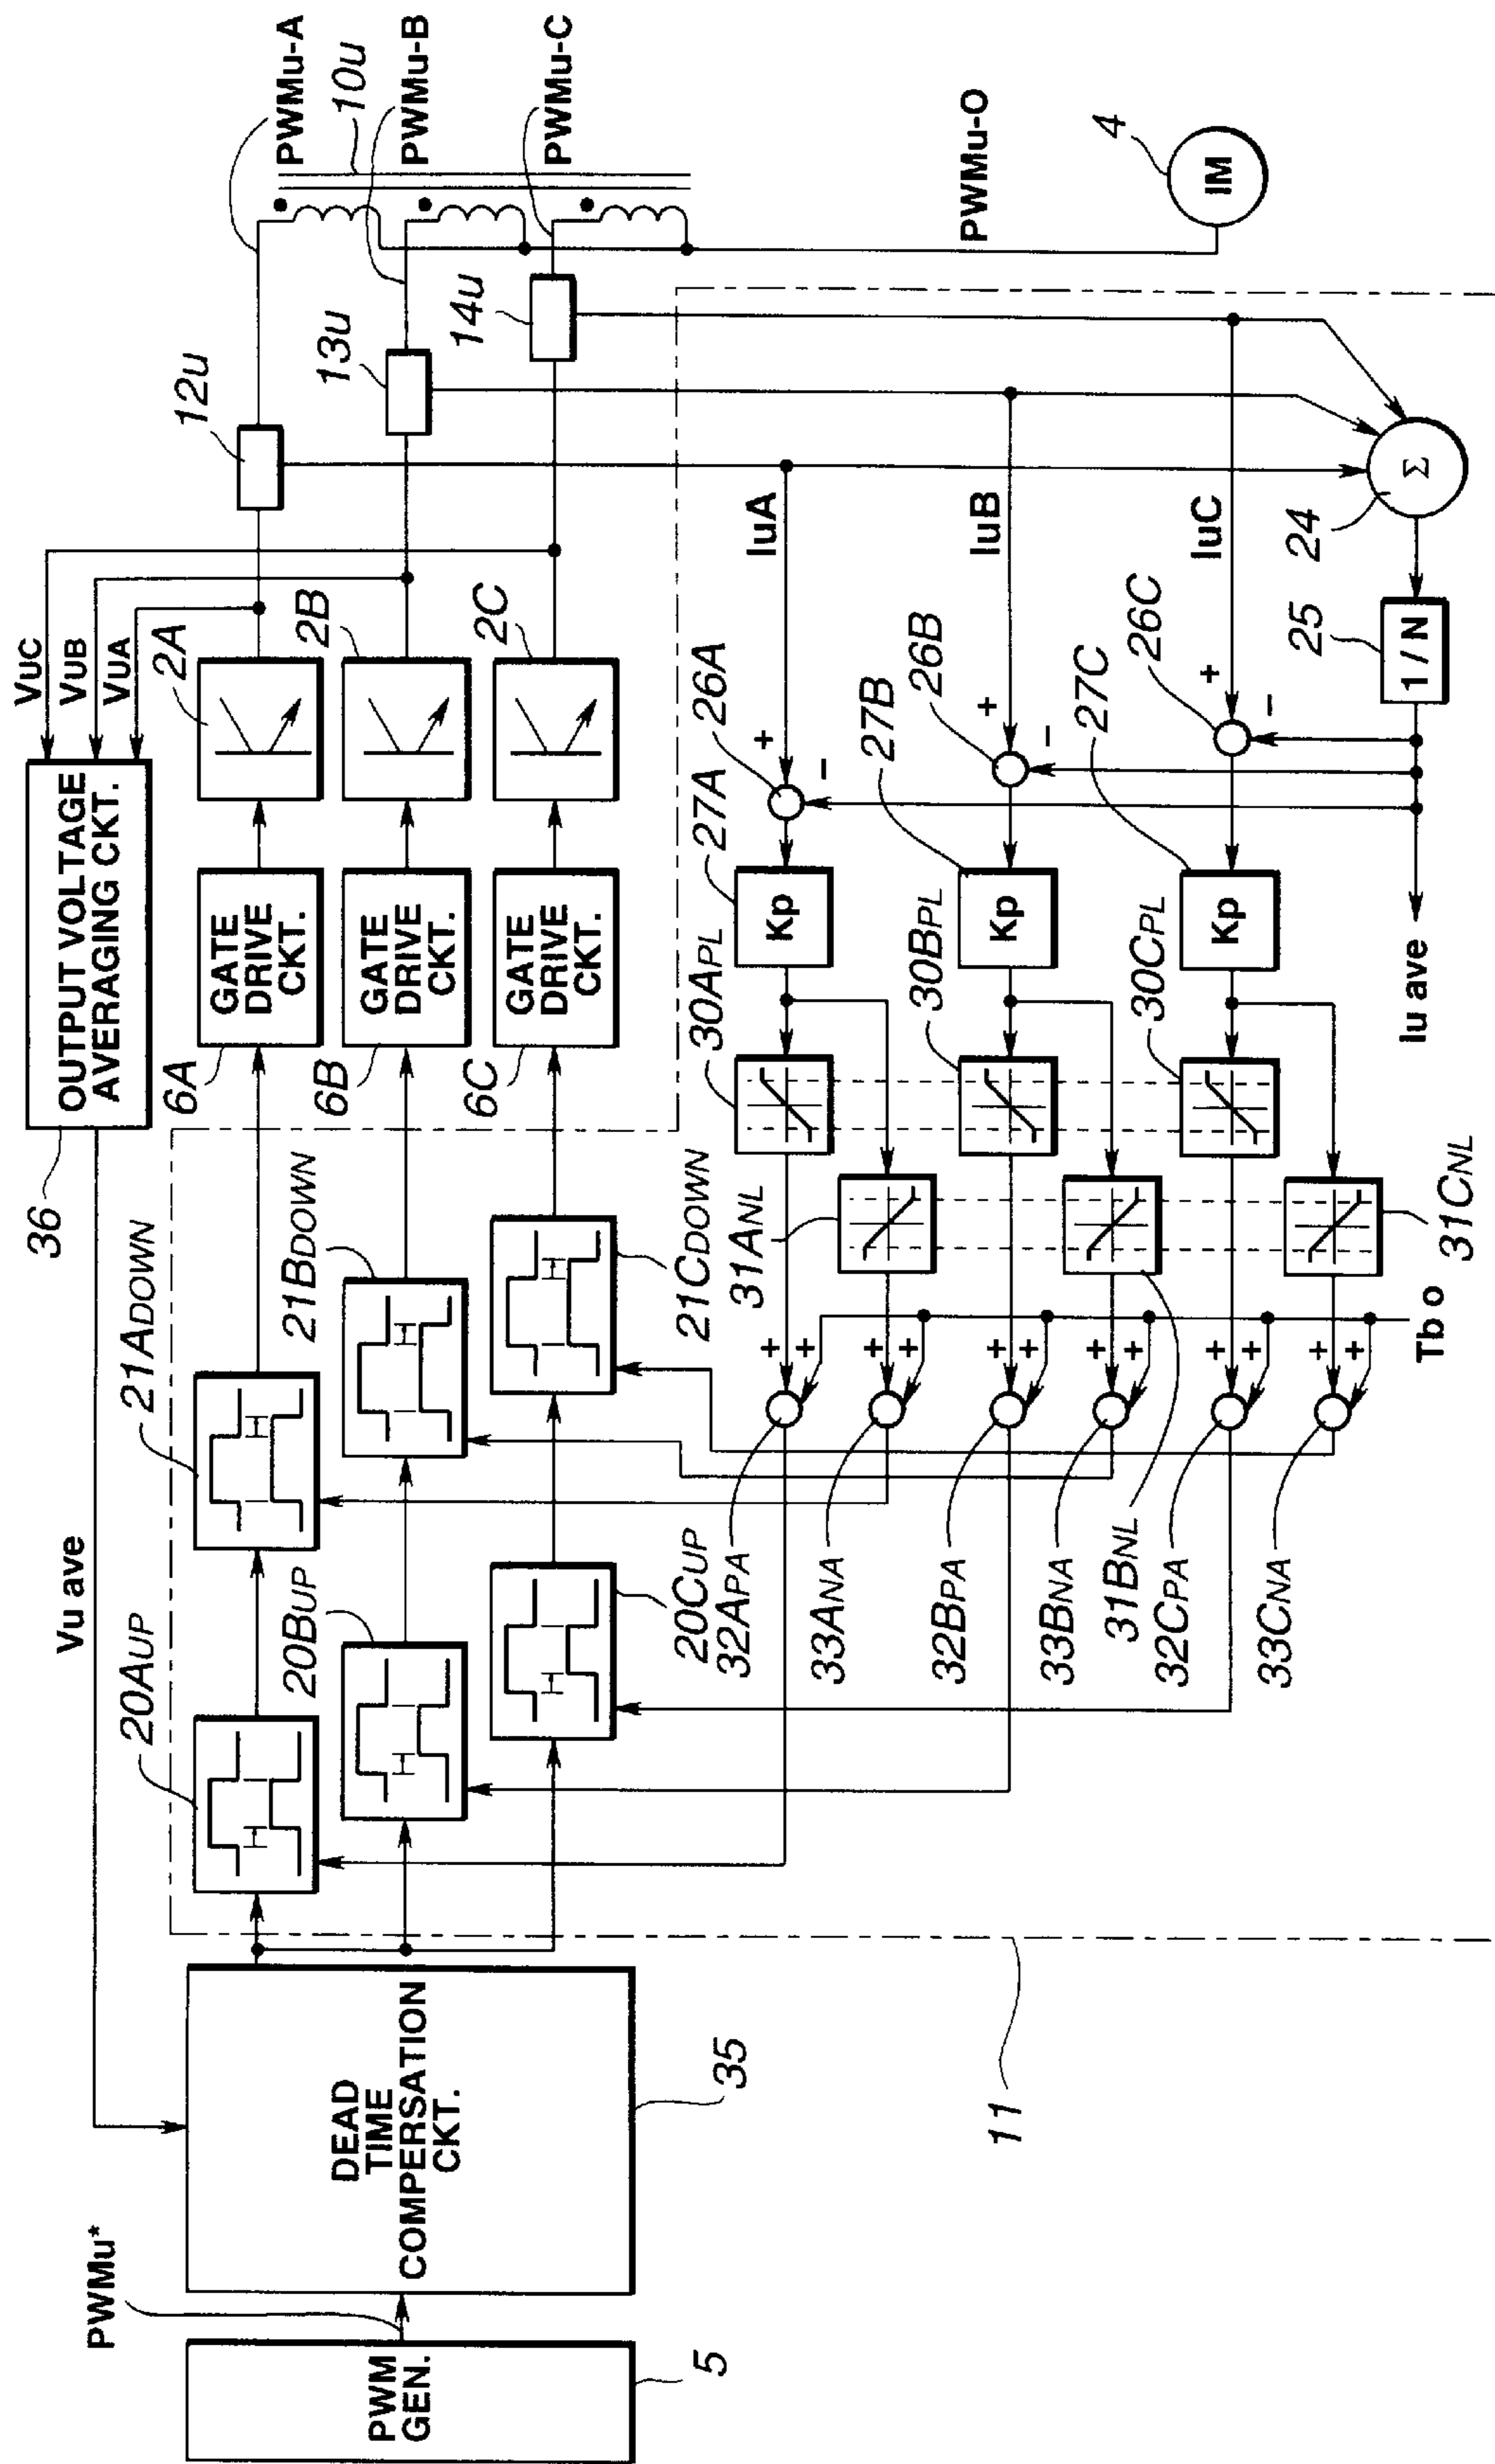 PWMu-A
10u
PWMu-B
PWMu-C
PWMu-O
4
IM
12u
13u
14u
VUC
VUB
VUA
2A
2B
2C
OUTPUT VOLTAGE
AVERAGING CKT.
36
GATE
DRIVE
CKT.
6A
GATE
DRIVE
CKT.
6B
GATE
DRIVE
CKT.
6C
IuA
IuB
IuC
Σ
24
25
1 / N
26A
+
−
26B
+
−
26C
+
−
27A
Kp
27B
Kp
27C
Kp
Iu ave
30APL
30BPL
30CPL
31ANL
31BNL
31CNL
21ADOWN
21BDOWN
21CDOWN
Tb o
+
+
+
+
+
+
+
+
+
+
+
+
Vu ave
20AUP
20BUP
20CUP
32APA
33ANA
32BPA
33BNA
32CPA
33CNA
11
DEAD
TIME
COMPERSATION
CKT.
35
PWMu*
PWM
GEN.
5